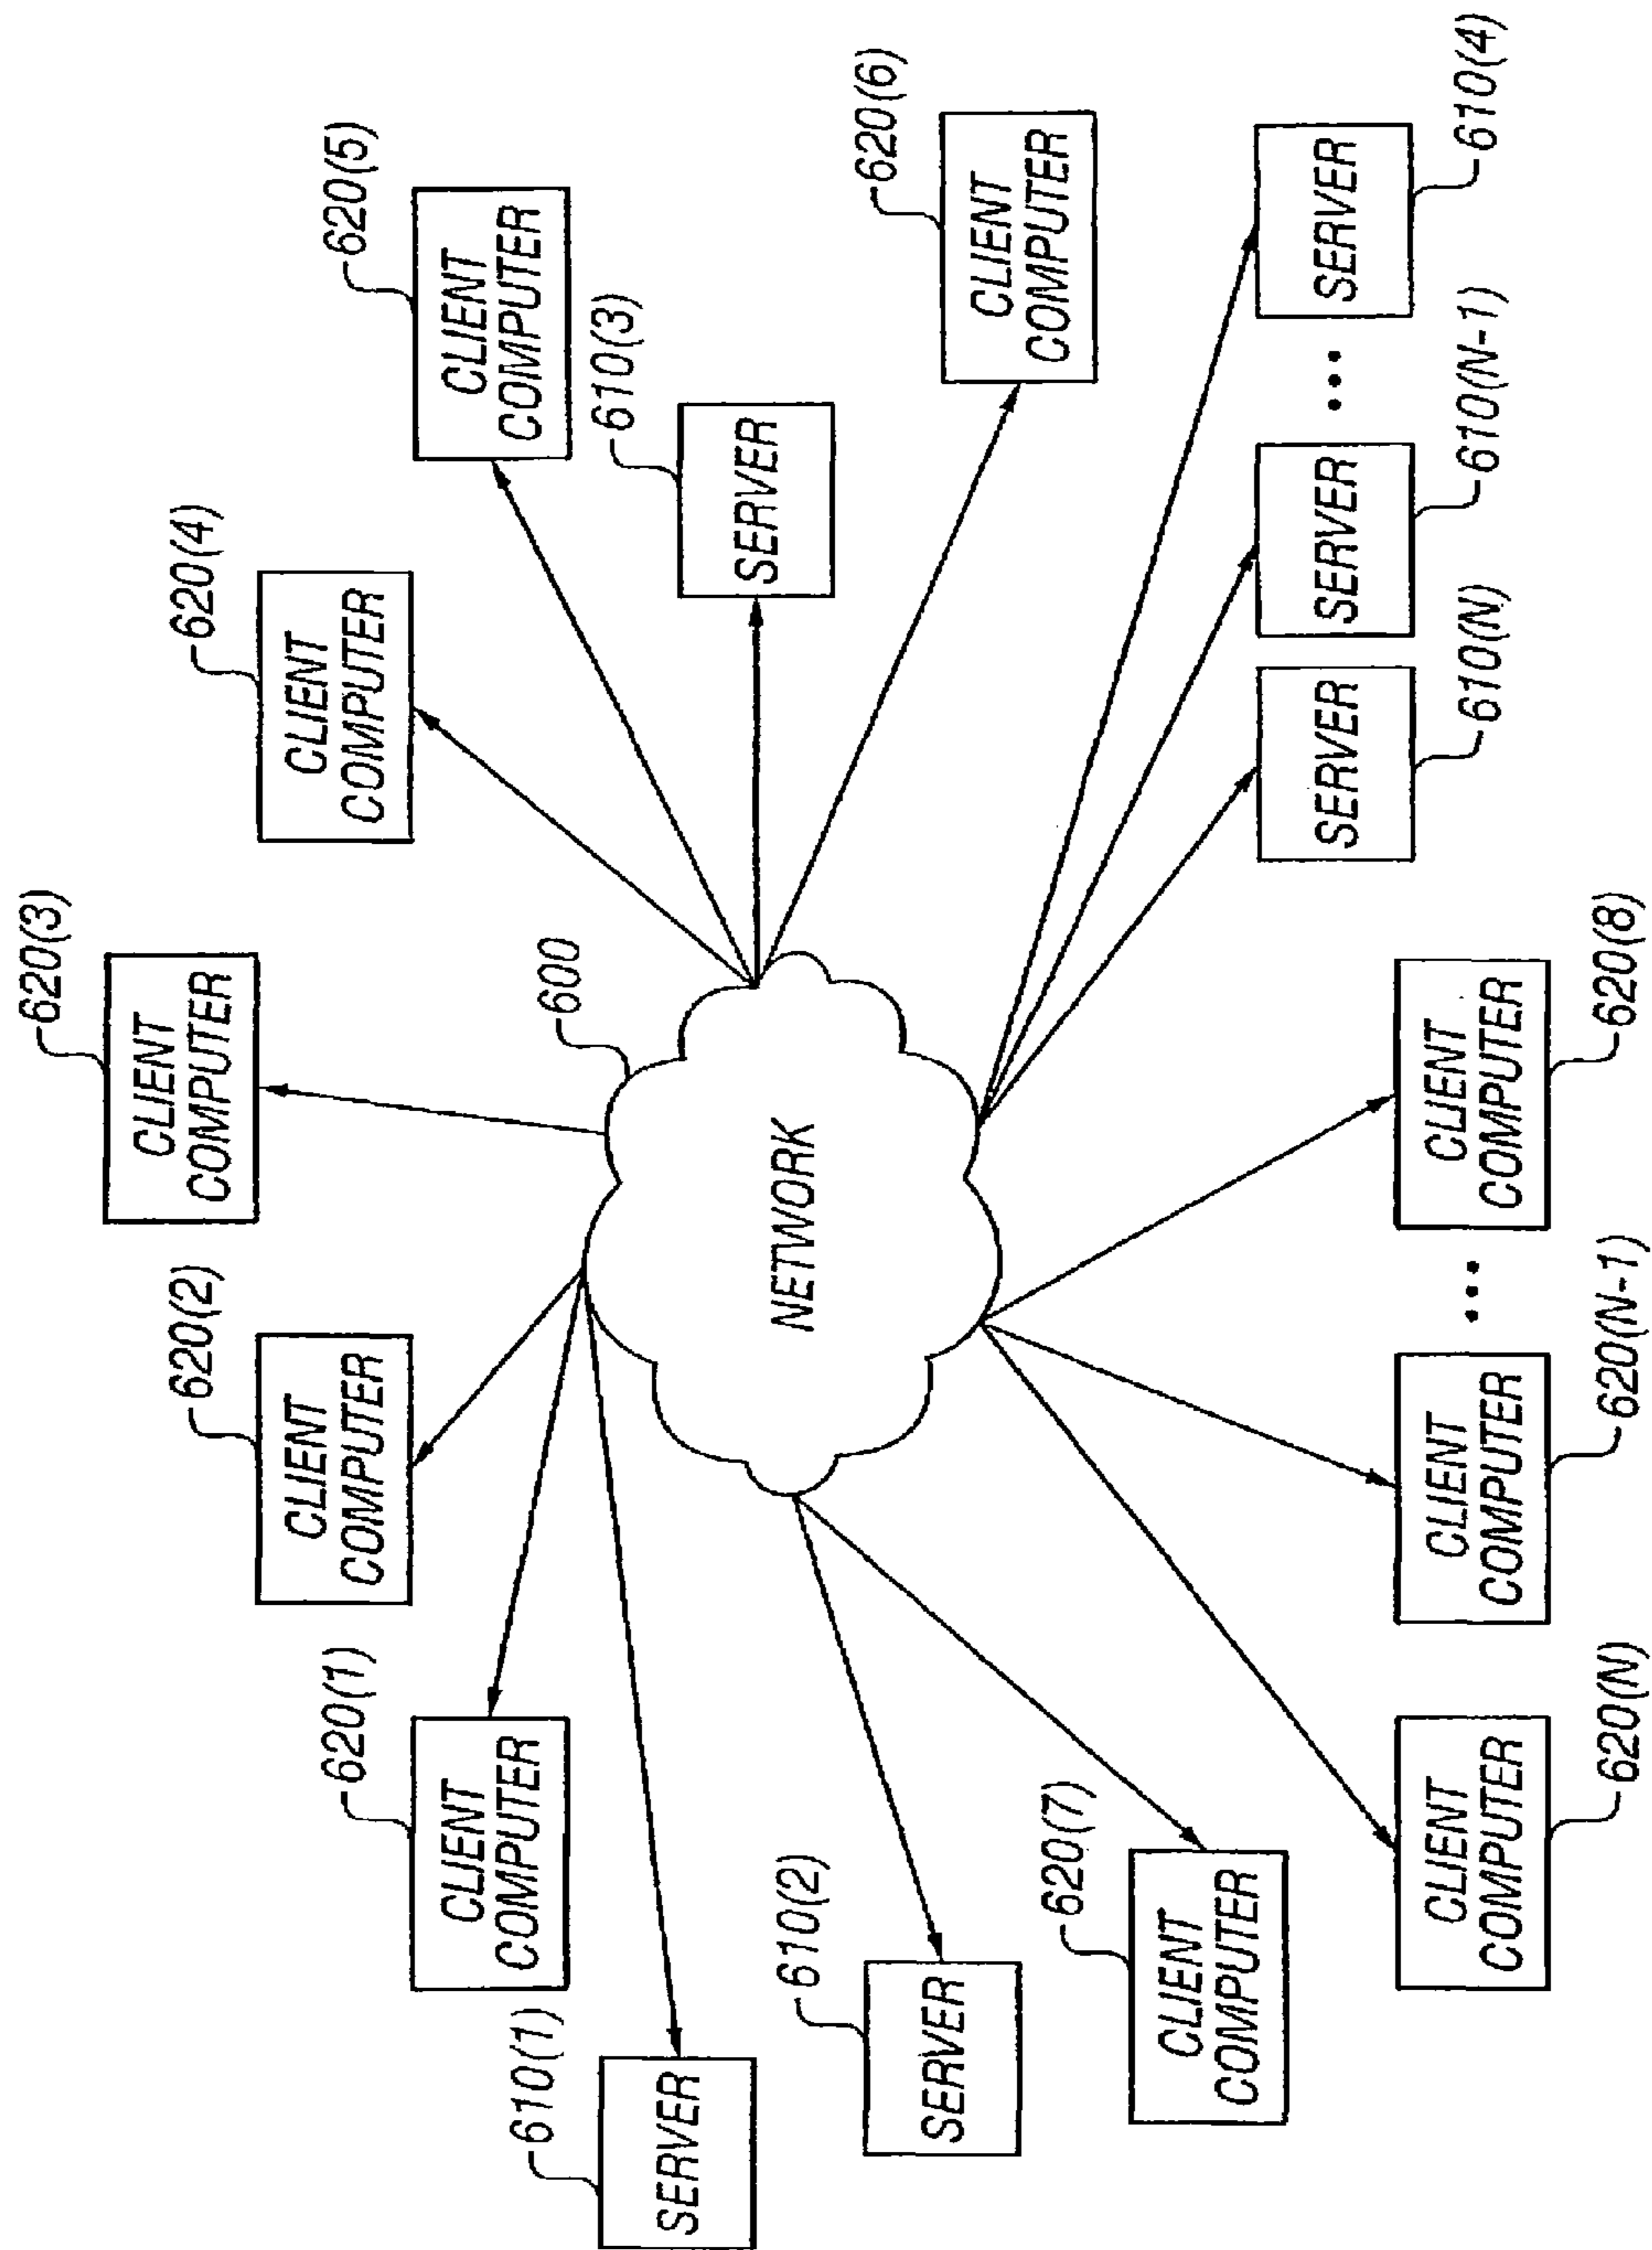 620(3)
CLIENT
COMPUTER
620(2)
CLIENT
COMPUTER
620(4)
CLIENT
COMPUTER
620(1)
CLIENT
COMPUTER
620(5)
CLIENT
COMPUTER
610(1)
SERVER
600
NETWORK
610(3)
SERVER
610(2)
SERVER
620(6)
CLIENT
COMPUTER
620(7)
CLIENT
COMPUTER
SERVER
610(N)
SERVER
610(N-1)
...
SERVER
610(4)
CLIENT
COMPUTER
620(N)
CLIENT
COMPUTER
620(N-1)
...
CLIENT
COMPUTER
620(8)